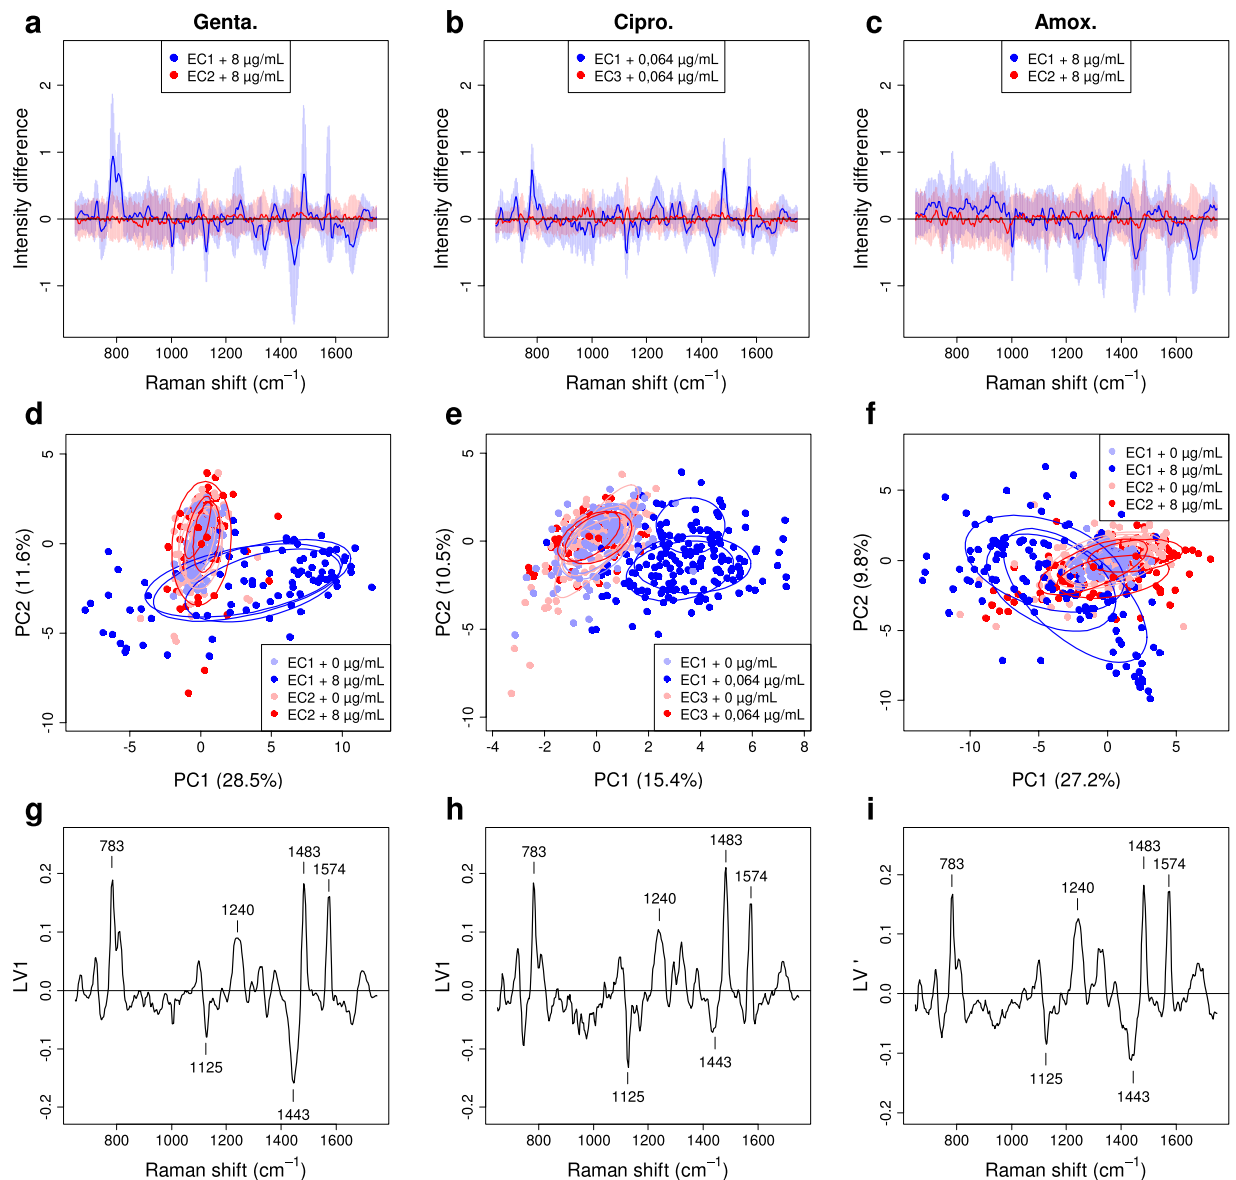 a Genta.
EC1 + 8 µg/mL
EC2 + 8 µg/mL
Intensity difference
2
1
0
-1
800 1000 1200 1400 1600
Raman shift (cm⁻¹)
b Cipro.
EC1 + 0,064 µg/mL
EC3 + 0,064 µg/mL
Intensity difference
2
1
0
-1
800 1000 1200 1400 1600
Raman shift (cm⁻¹)
c Amox.
EC1 + 8 µg/mL
EC2 + 8 µg/mL
Intensity difference
2
1
0
-1
800 1000 1200 1400 1600
Raman shift (cm⁻¹)
d
PC2 (11.6%)
5
0
-5
-10
EC1 + 0 µg/mL
EC1 + 8 µg/mL
EC2 + 0 µg/mL
EC2 + 8 µg/mL
-5 0 5 10
PC1 (28.5%)
e
PC2 (10.5%)
5
0
-5
-10
EC1 + 0 µg/mL
EC1 + 0,064 µg/mL
EC3 + 0 µg/mL
EC3 + 0,064 µg/mL
-4 -2 0 2 4 6 8
PC1 (15.4%)
f
EC1 + 0 µg/mL
EC1 + 8 µg/mL
EC2 + 0 µg/mL
EC2 + 8 µg/mL
PC2 (9.8%)
5
0
-5
-10
-10 -5 0 5
PC1 (27.2%)
g
783
1483
1574
1240
1125
1443
LV1
0.2
0.1
0.0
-0.1
-0.2
800 1000 1200 1400 1600
Raman shift (cm⁻¹)
h
783
1483
1574
1240
1125
1443
LV1
0.2
0.1
0.0
-0.1
-0.2
800 1000 1200 1400 1600
Raman shift (cm⁻¹)
i
783
1483
1574
1240
1125
1443
LV '
0.2
0.1
0.0
-0.1
-0.2
800 1000 1200 1400 1600
Raman shift (cm⁻¹)